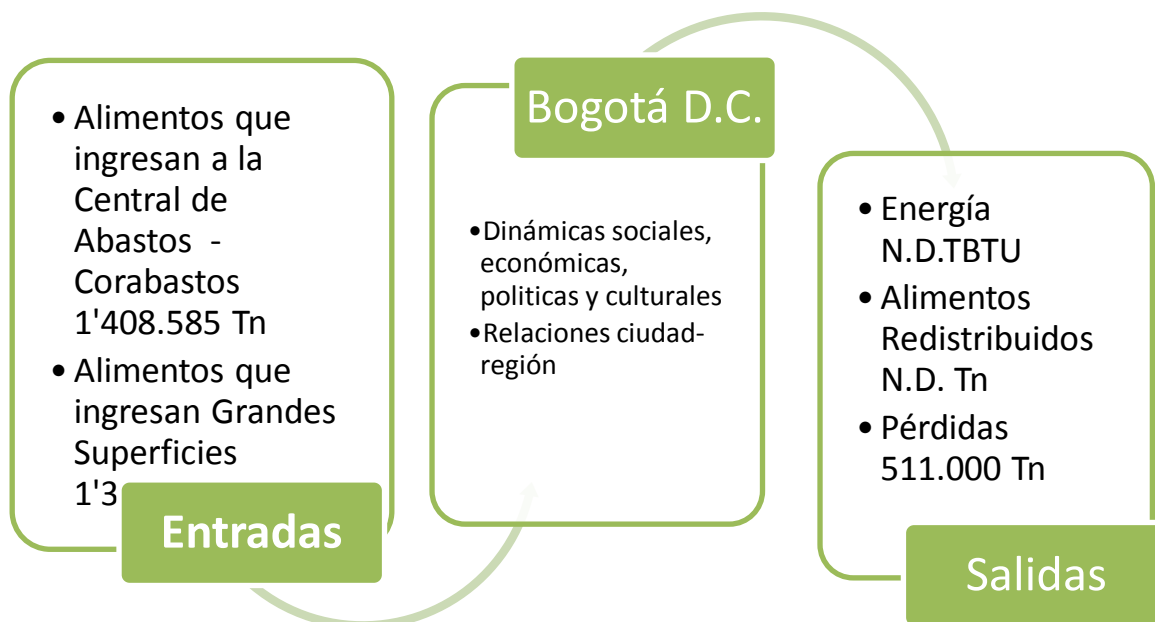 • Alimentos que
ingresan a la
Central de
Abastos -
Corabastos
1'408.585 Tn
• Alimentos que
ingresan Grandes
Superficies
1'3
Entradas
Bogotá D.C.
•Dinámicas sociales,
económicas,
politicas y culturales
•Relaciones ciudad-
región
• Energía
N.D.TBTU
• Alimentos
Redistribuidos
N.D. Tn
• Pérdidas
511.000 Tn
Salidas